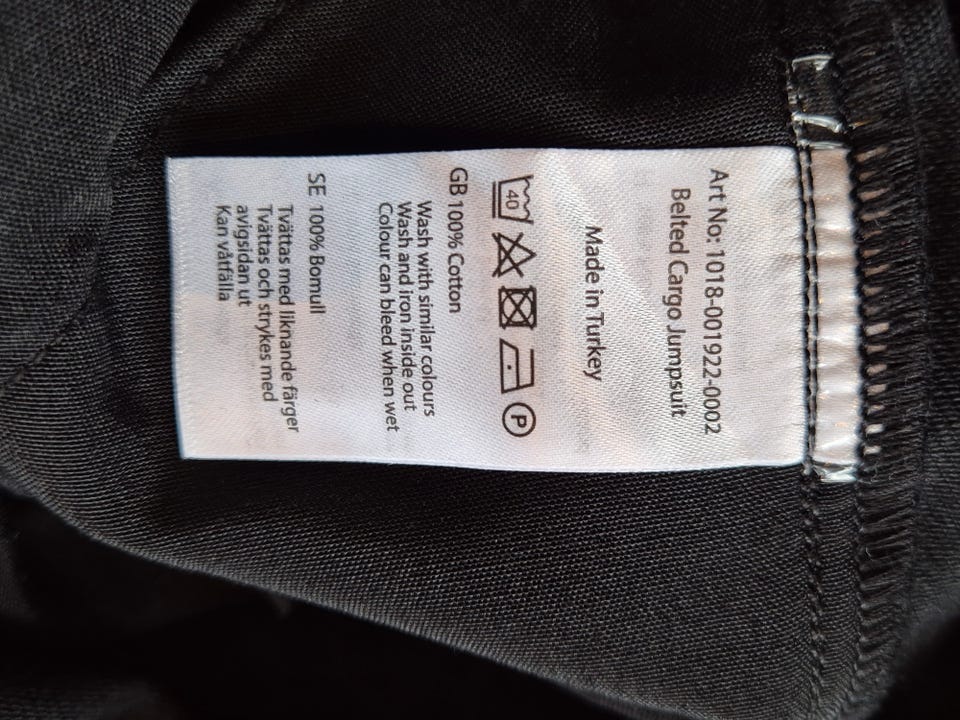 Art No: 1018-001922-0002
Belted Cargo Jumpsuit
Made in Turkey
40 P
GB 100% Cotton
Wash with similar colours
Wash and Iron inside out
Colour can bleed when wet
SE 100% Bomull
Tvättas med liknande färger
Tvättas och strykes med
avigsidan ut
Kan våtfälla